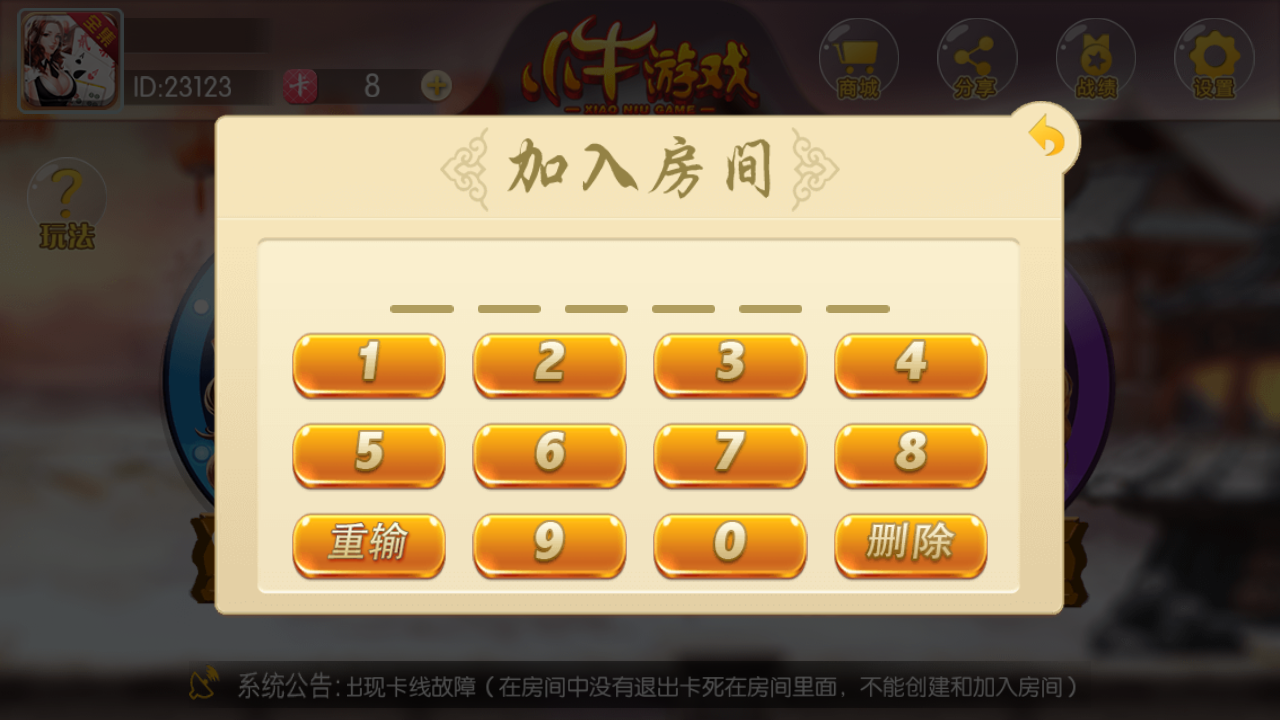 全集
ID:23123
卡 8
小牛游戏
XIAO NIU GAME
商城
分享
战绩
设置
玩法
加入房间
1 2 3 4
5 6 7 8
重输 9 0 删除
系统公告: 出现卡线故障（在房间中没有退出卡死在房间里面，不能创建和加入房间）